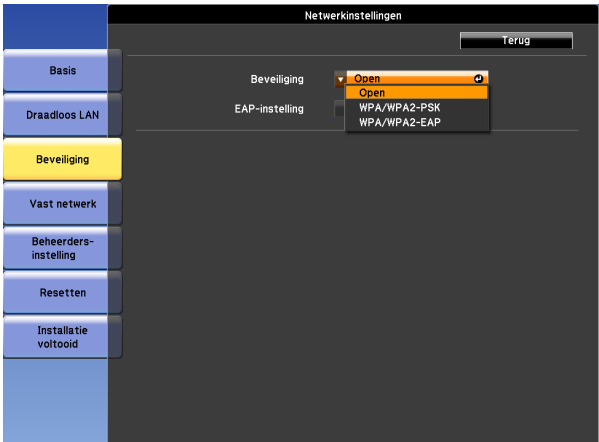 Netwerkinstellingen
Terug
Basis
Draadloos LAN
Beveiliging
Vast netwerk
Beheerders-
instelling
Resetten
Installatie
voltooid
Beveiliging
Open
Open
WPA/WPA2-PSK
WPA/WPA2-EAP
EAP-instelling